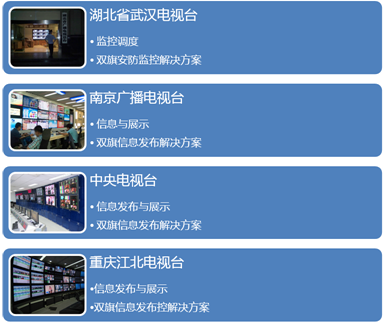 湖北省武汉电视台
• 监控调度
• 双旗安防监控解决方案
南京广播电视台
• 信息与展示
• 双旗信息发布解决方案
中央电视台
• 信息发布与展示
• 双旗信息发布解决方案
重庆江北电视台
•信息发布与展示
•双旗信息发布控解决方案